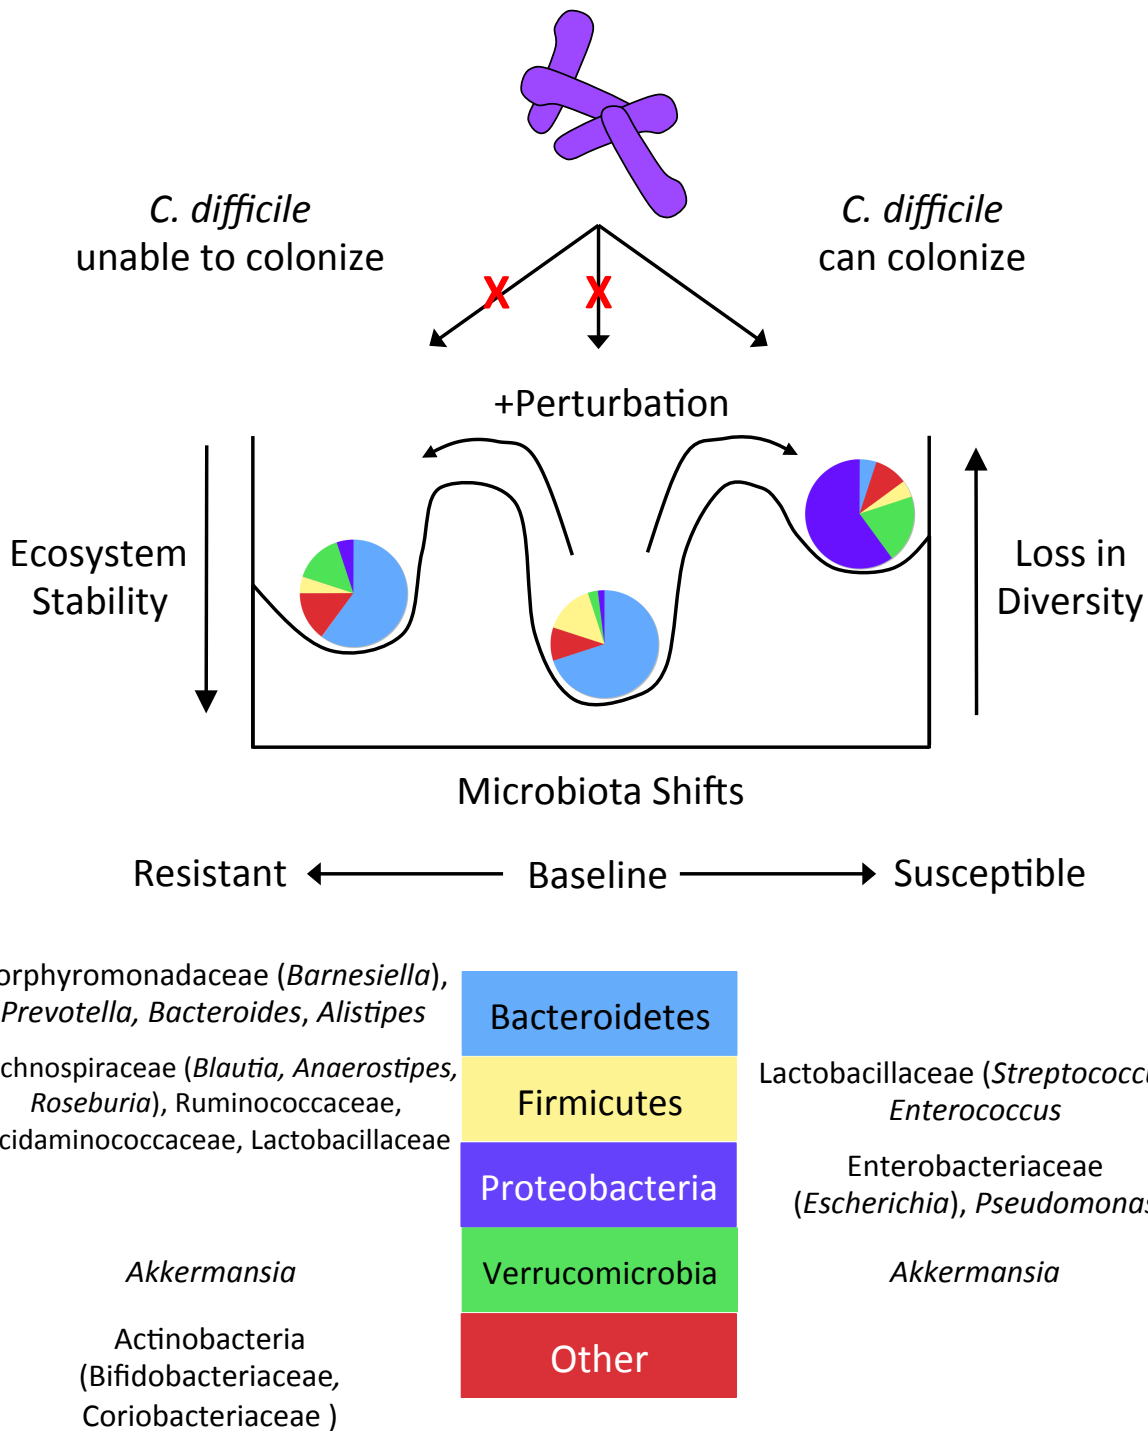 C. difficile
unable to colonize
C. difficile
can colonize
X
X
+Perturbation
Ecosystem
Stability
Loss in
Diversity
Microbiota Shifts
Resistant
Baseline
Susceptible
orphyromonadaceae (Barnesiella),
Prevotella, Bacteroides, Alistipes
Bacteroidetes
chnospiraceae (Blautia, Anaerostipes,
Roseburia), Ruminococcaceae,
cidaminococcaceae, Lactobacillaceae
Firmicutes
Lactobacillaceae (Streptococcu
Enterococcus
Proteobacteria
Enterobacteriaceae
(Escherichia), Pseudomonas
Akkermansia
Verrucomicrobia
Akkermansia
Actinobacteria
(Bifidobacteriaceae,
Coriobacteriaceae )
Other